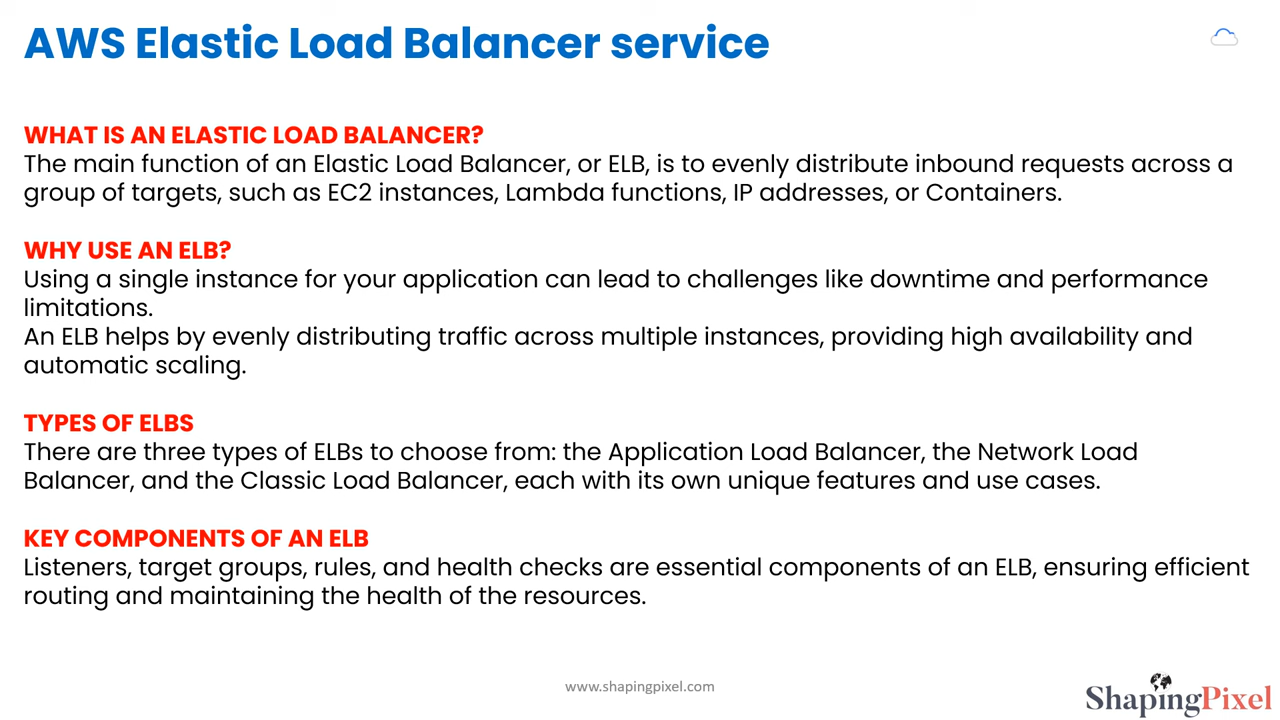 AWS Elastic Load Balancer service
WHAT IS AN ELASTIC LOAD BALANCER?
The main function of an Elastic Load Balancer, or ELB, is to evenly distribute inbound requests across a
group of targets, such as EC2 instances, Lambda functions, IP addresses, or Containers.
WHY USE AN ELB?
Using a single instance for your application can lead to challenges like downtime and performance
limitations.
An ELB helps by evenly distributing traffic across multiple instances, providing high availability and
automatic scaling.
TYPES OF ELBS
There are three types of ELBs to choose from: the Application Load Balancer, the Network Load
Balancer, and the Classic Load Balancer, each with its own unique features and use cases.
KEY COMPONENTS OF AN ELB
Listeners, target groups, rules, and health checks are essential components of an ELB, ensuring efficient
routing and maintaining the health of the resources.
www.shapingpixel.com
ShapingPixel